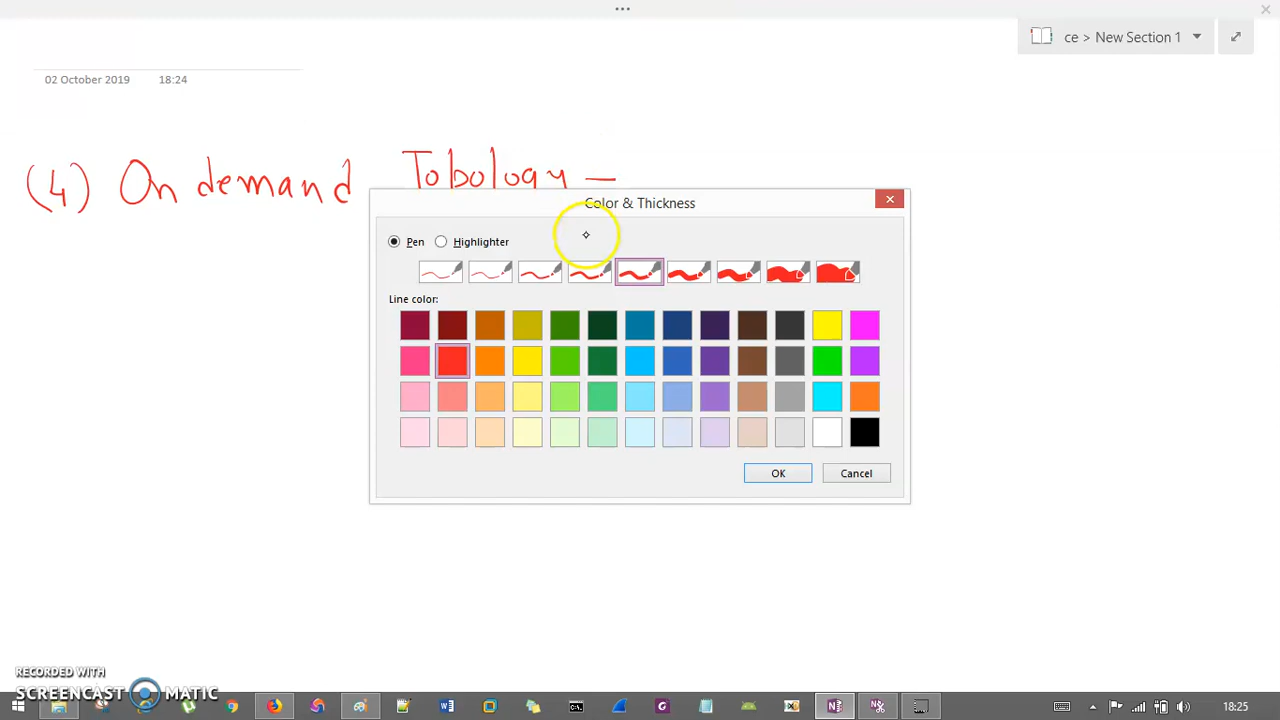 ce > New Section 1
02 October 2019 18:24
(4) On demand Tobology —
Color & Thickness
Pen Highlighter
Line color:
OK Cancel
RECORDED WITH
SCREENCAST MATIC
18:25